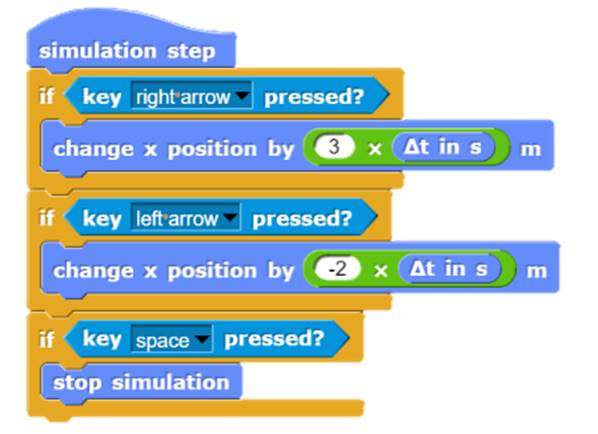 simulation step
if key right arrow pressed?
change x position by 3 × Δt in s m
if key left arrow pressed?
change x position by -2 × Δt in s m
if key space pressed?
stop simulation